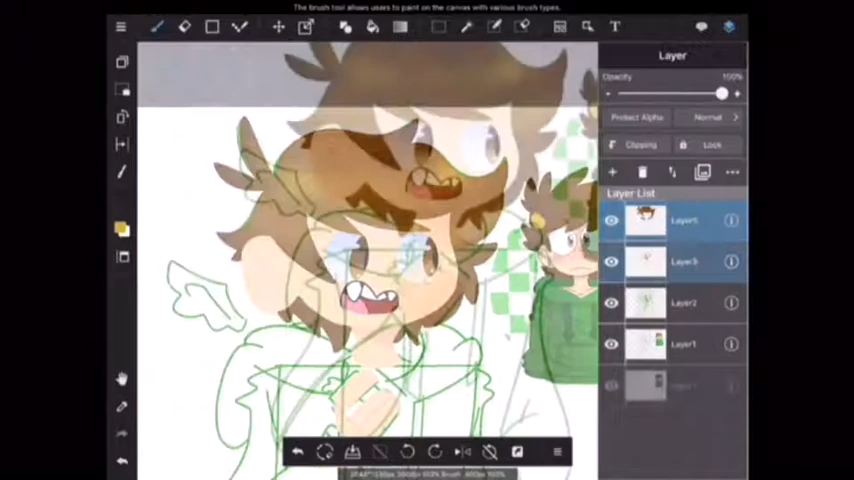 The brush tool allows users to paint on the canvas with various brush types.
T
Layer
Opacity 100%
Protect Alpha Normal
Clipping Lock
Layer List
Layer3
Layer2
Layer1